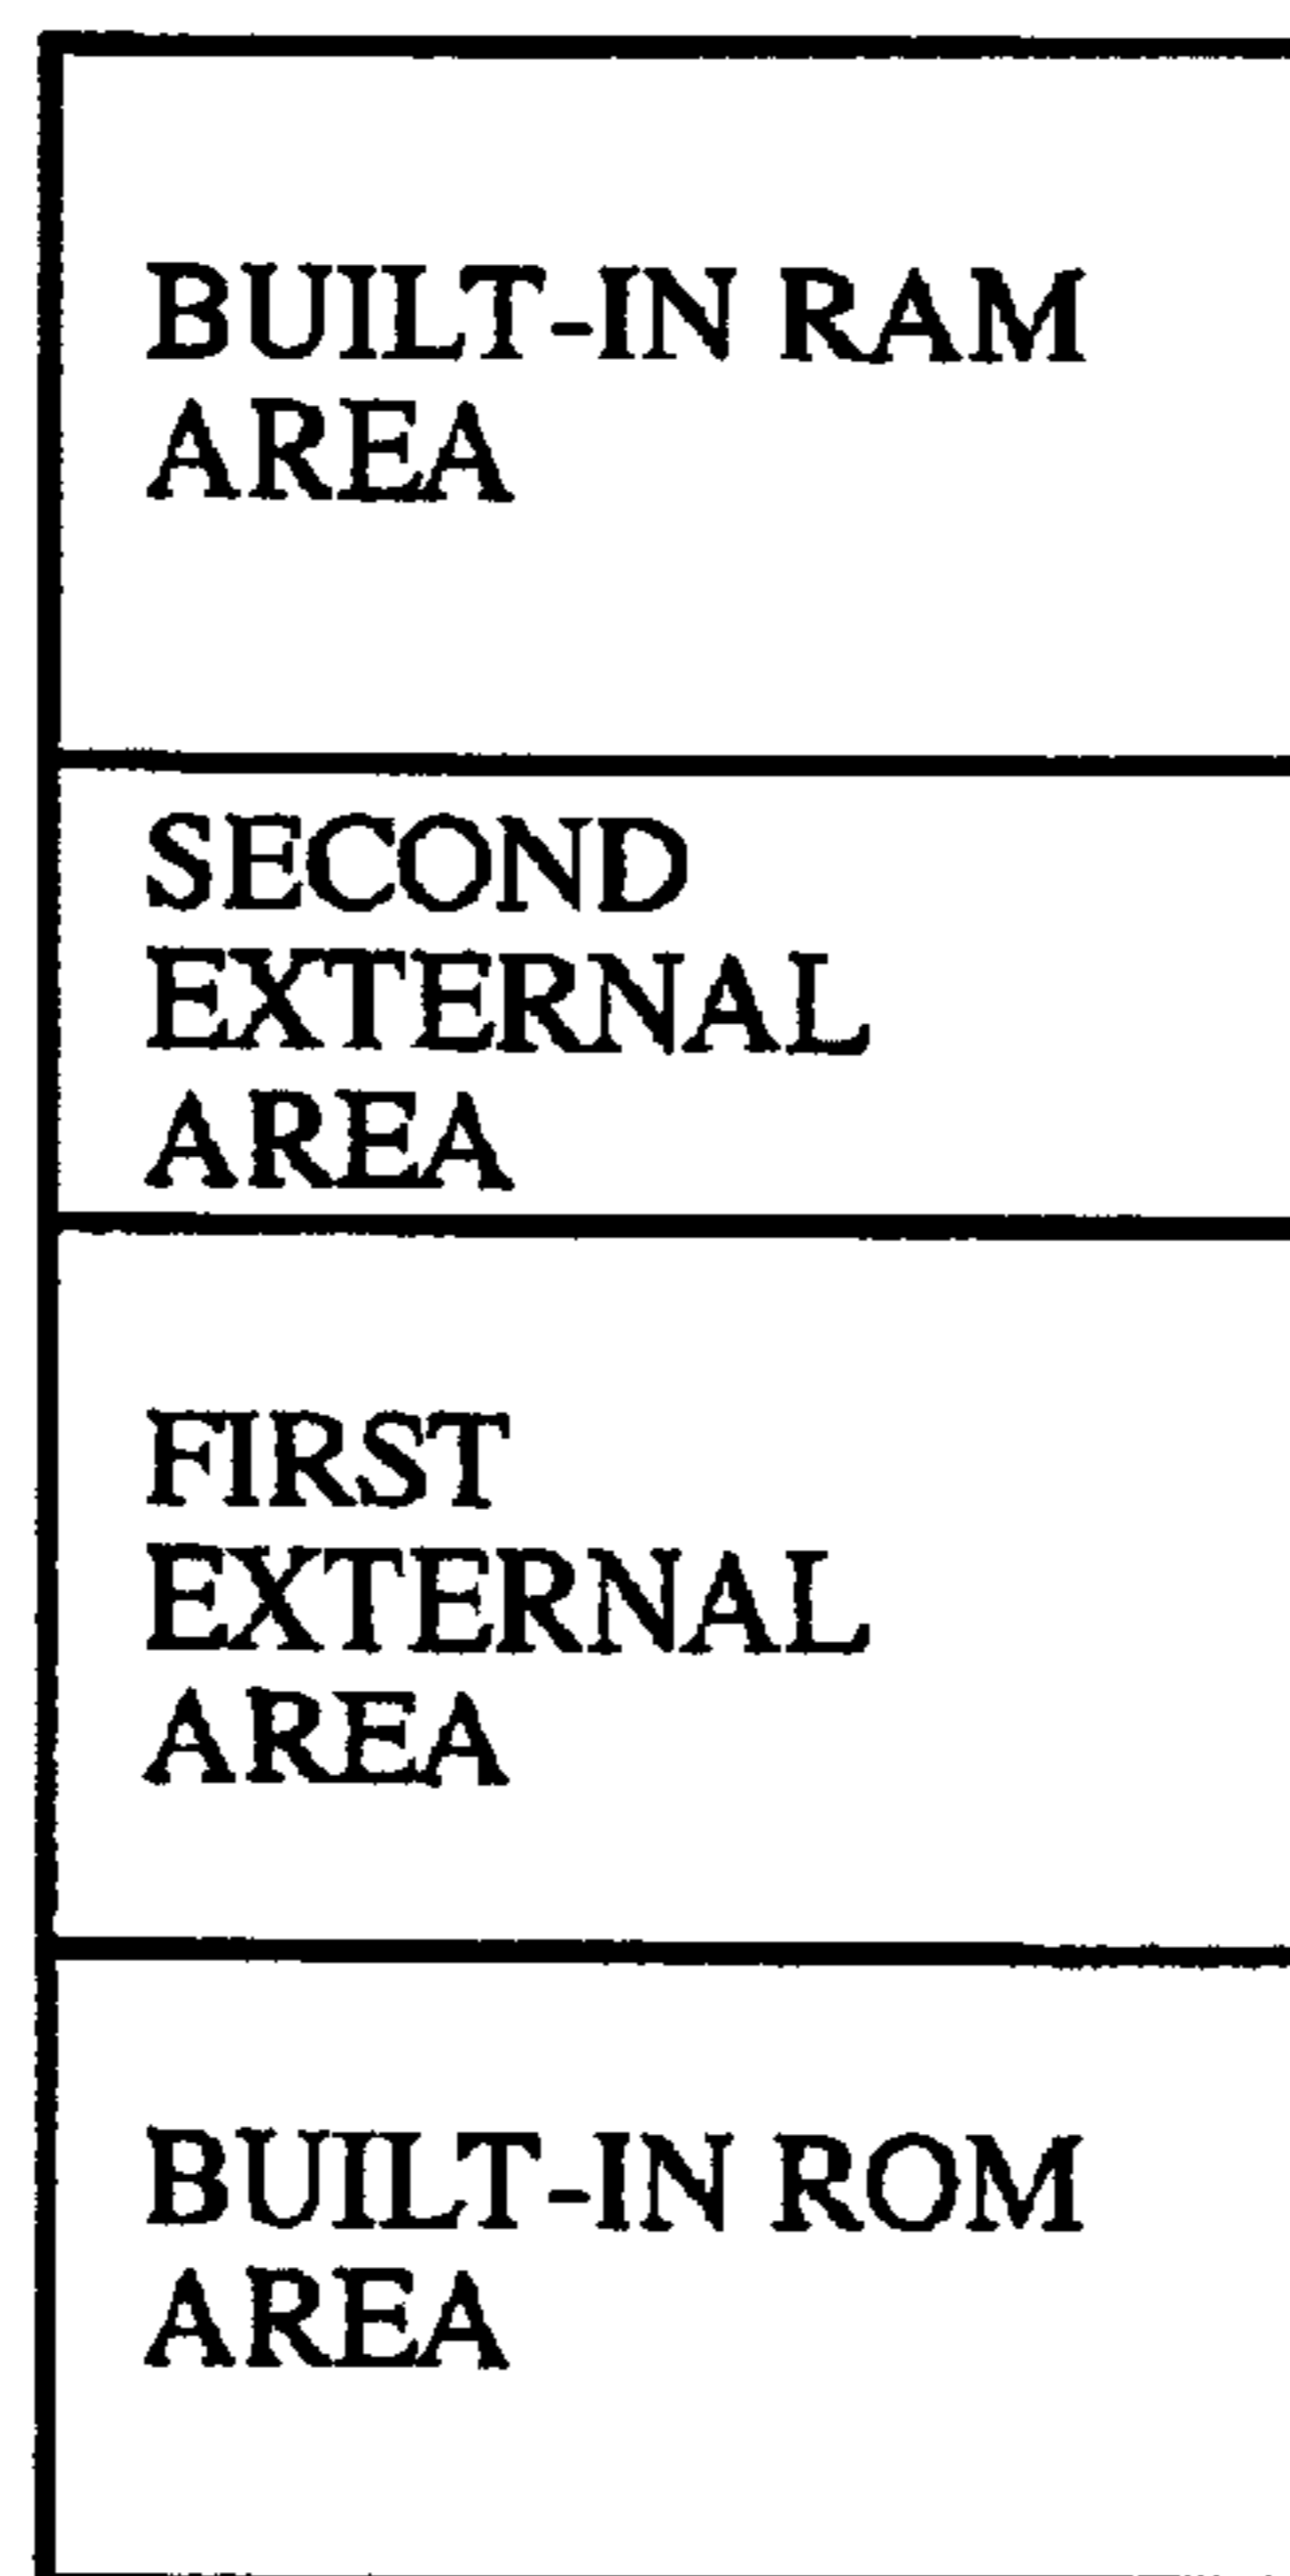 BUILT-IN RAM
AREA
SECOND
EXTERNAL
AREA
FIRST
EXTERNAL
AREA
BUILT-IN ROM
AREA